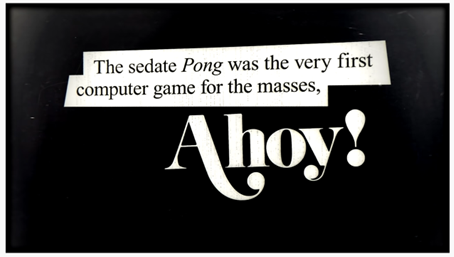 The sedate Pong was the very first
computer game for the masses,
Ahoy!